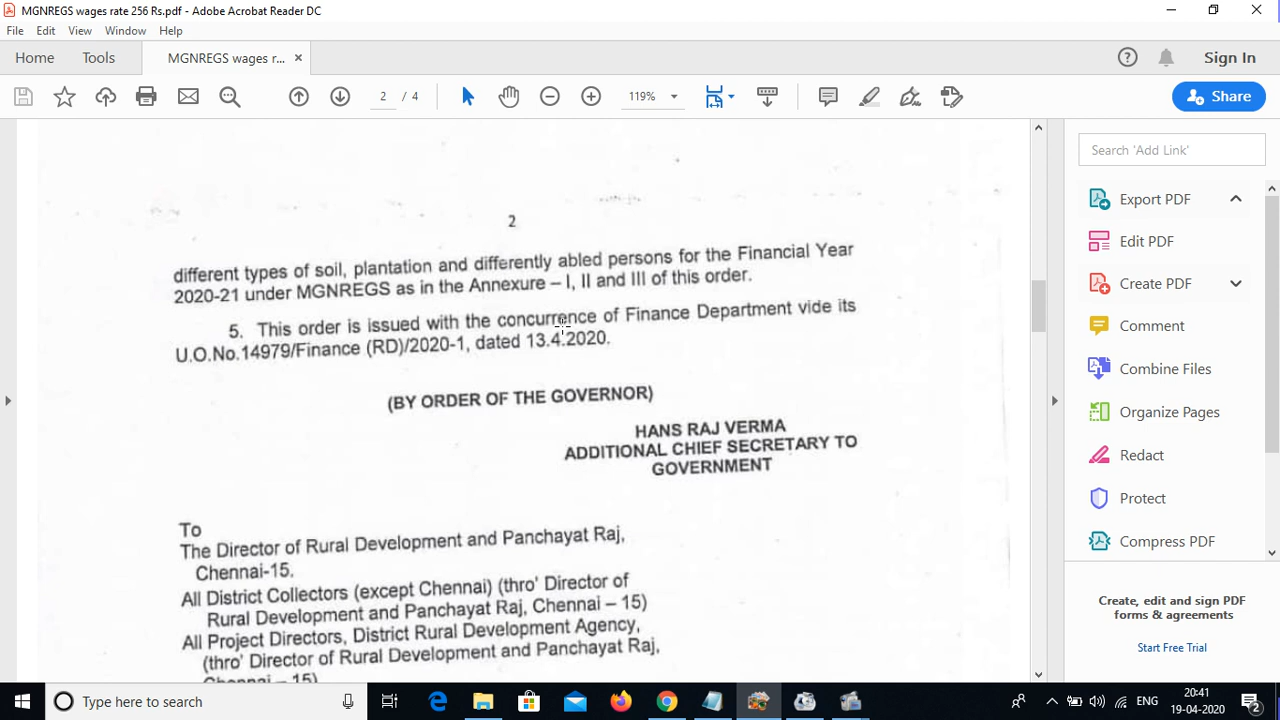 MGNREGS wages rate 256 Rs.pdf - Adobe Acrobat Reader DC
File Edit View Window Help
Home Tools MGNREGS wages r... ×
Sign In
2 / 4 119% Share
2
different types of soil, plantation and differently abled persons for the Financial Year
2020-21 under MGNREGS as in the Annexure – I, II and III of this order.
5. This order is issued with the concurrence of Finance Department vide its
U.O.No.14979/Finance (RD)/2020-1, dated 13.4.2020.
(BY ORDER OF THE GOVERNOR)
HANS RAJ VERMA
ADDITIONAL CHIEF SECRETARY TO
GOVERNMENT
To
The Director of Rural Development and Panchayat Raj,
Chennai-15.
All District Collectors (except Chennai) (thro' Director of
Rural Development and Panchayat Raj, Chennai – 15)
All Project Directors, District Rural Development Agency,
(thro' Director of Rural Development and Panchayat Raj,
Chennai – 15)
Search 'Add Link'
Export PDF
Edit PDF
Create PDF
Comment
Combine Files
Organize Pages
Redact
Protect
Compress PDF
Create, edit and sign PDF
forms & agreements
Start Free Trial
Type here to search
ENG
20:41
19-04-2020
2